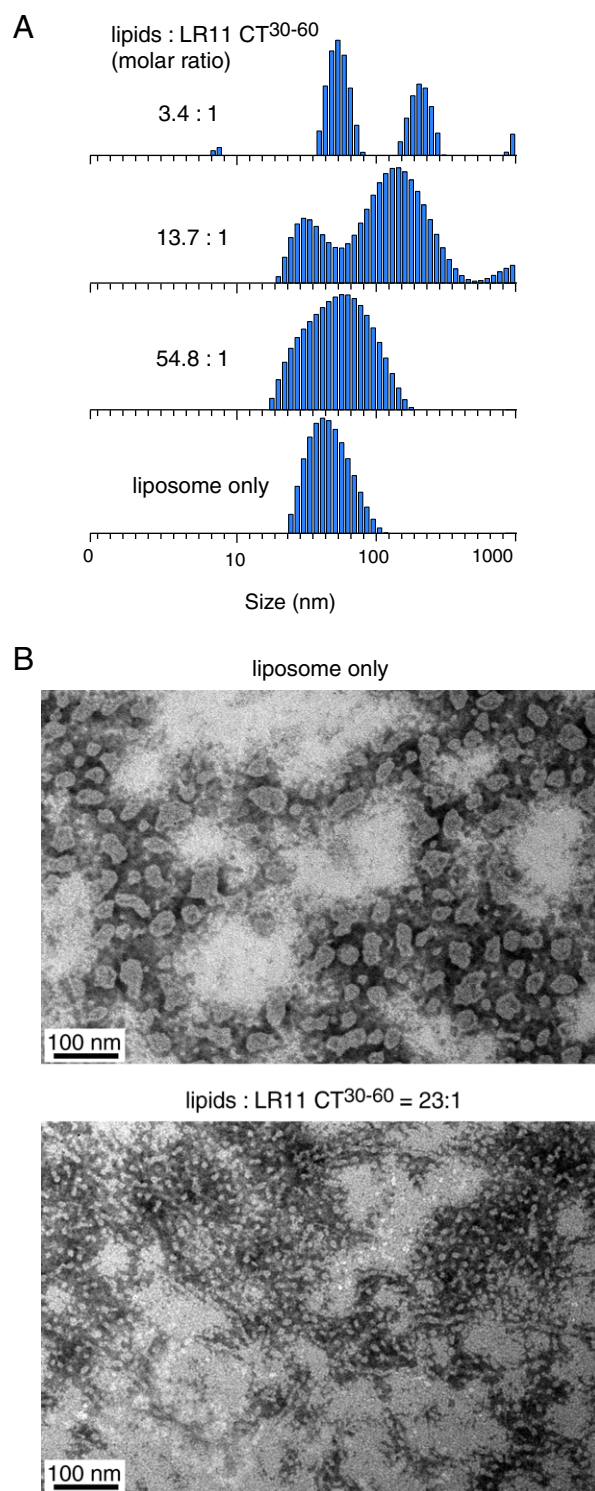 A
lipids : LR11 CT30-60
(molar ratio)
3.4 : 1
13.7 : 1
54.8 : 1
liposome only
0 10 100 1000
Size (nm)
B
liposome only
100 nm
lipids : LR11 CT30-60 = 23:1
100 nm